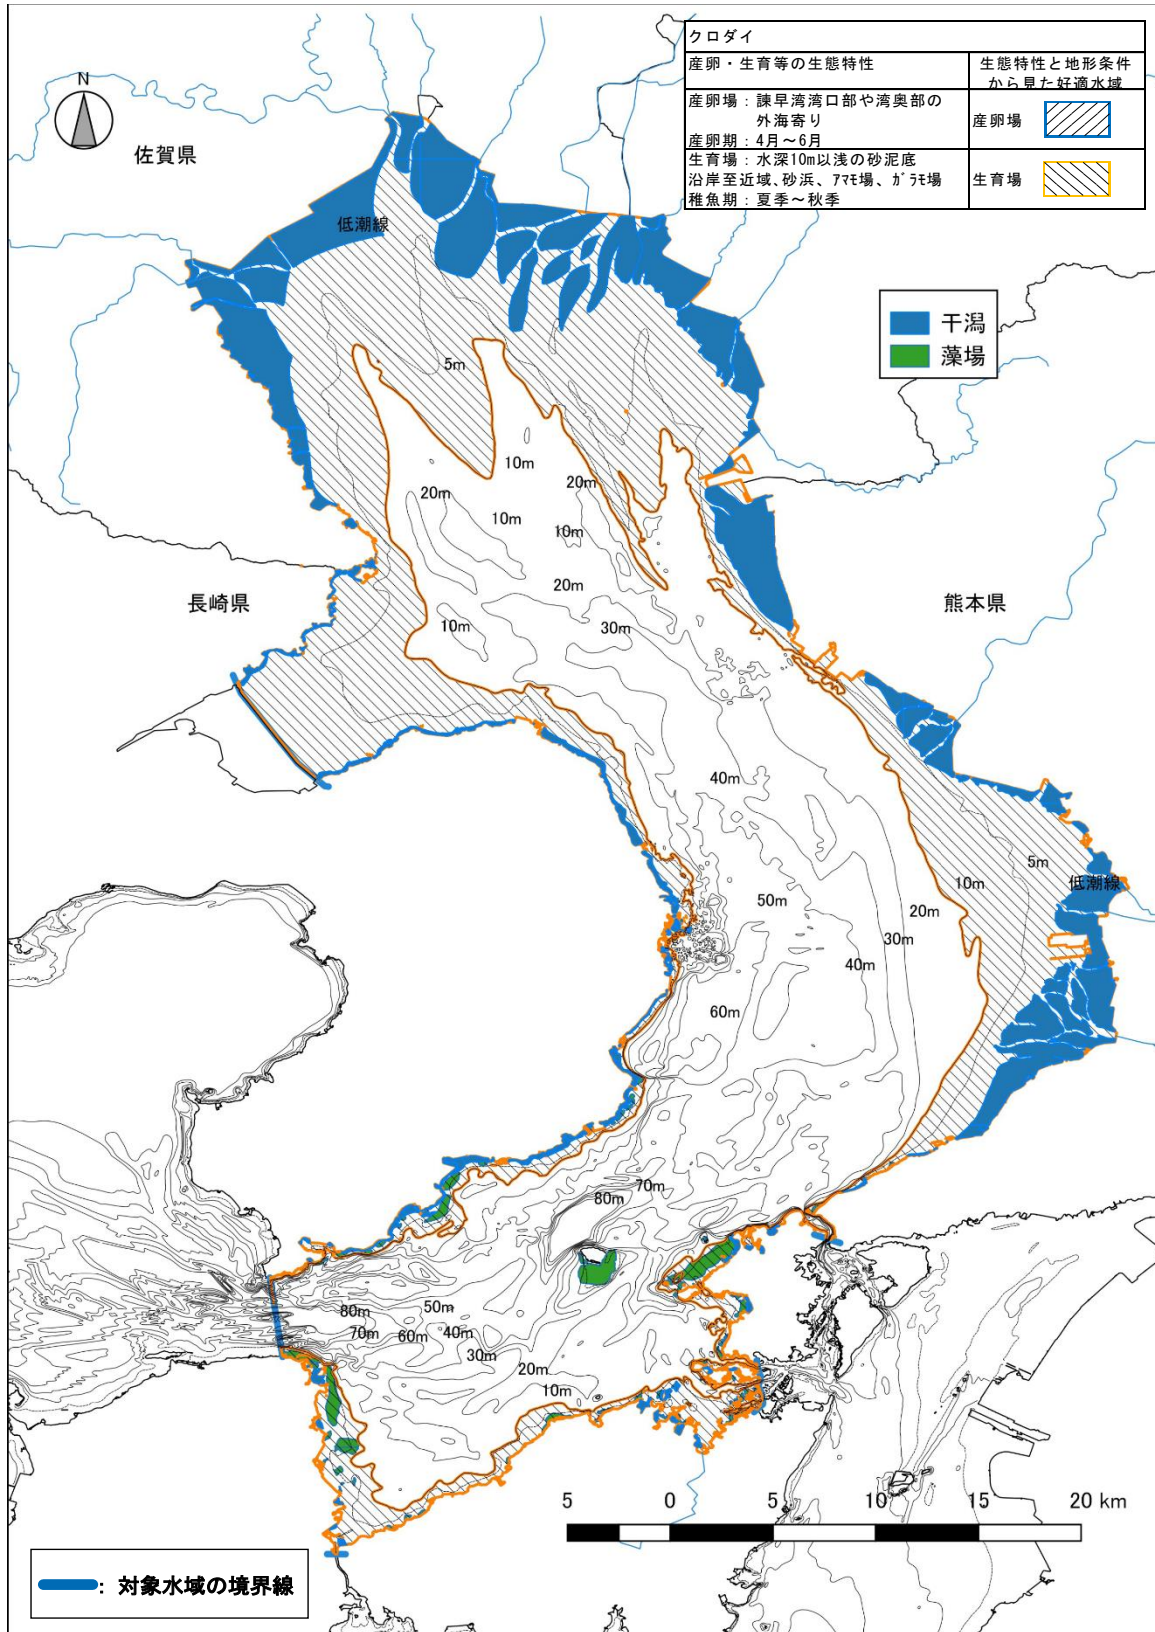 クロダイ
産卵・生育等の生態特性
生態特性と地形条件
から見た好適水域
産卵場：諫早湾湾口部や湾奥部の
外海寄り
産卵期：4月～6月
産卵場
生育場：水深10m以浅の砂泥底
沿岸至近域､砂浜、ｱﾏﾓ場、ｶﾞﾗﾓ場
稚魚期：夏季～秋季
生育場
N
佐賀県
低潮線
干潟
藻場
5m
10m
20m
20m
10m
10m
20m
長崎県
熊本県
10m
30m
40m
5m
10m
低潮線
50m
20m
30m
40m
60m
70m
80m
50m
80m
40m
70m
60m
30m
20m
10m
5 0 5 10 15 20 km
：対象水域の境界線